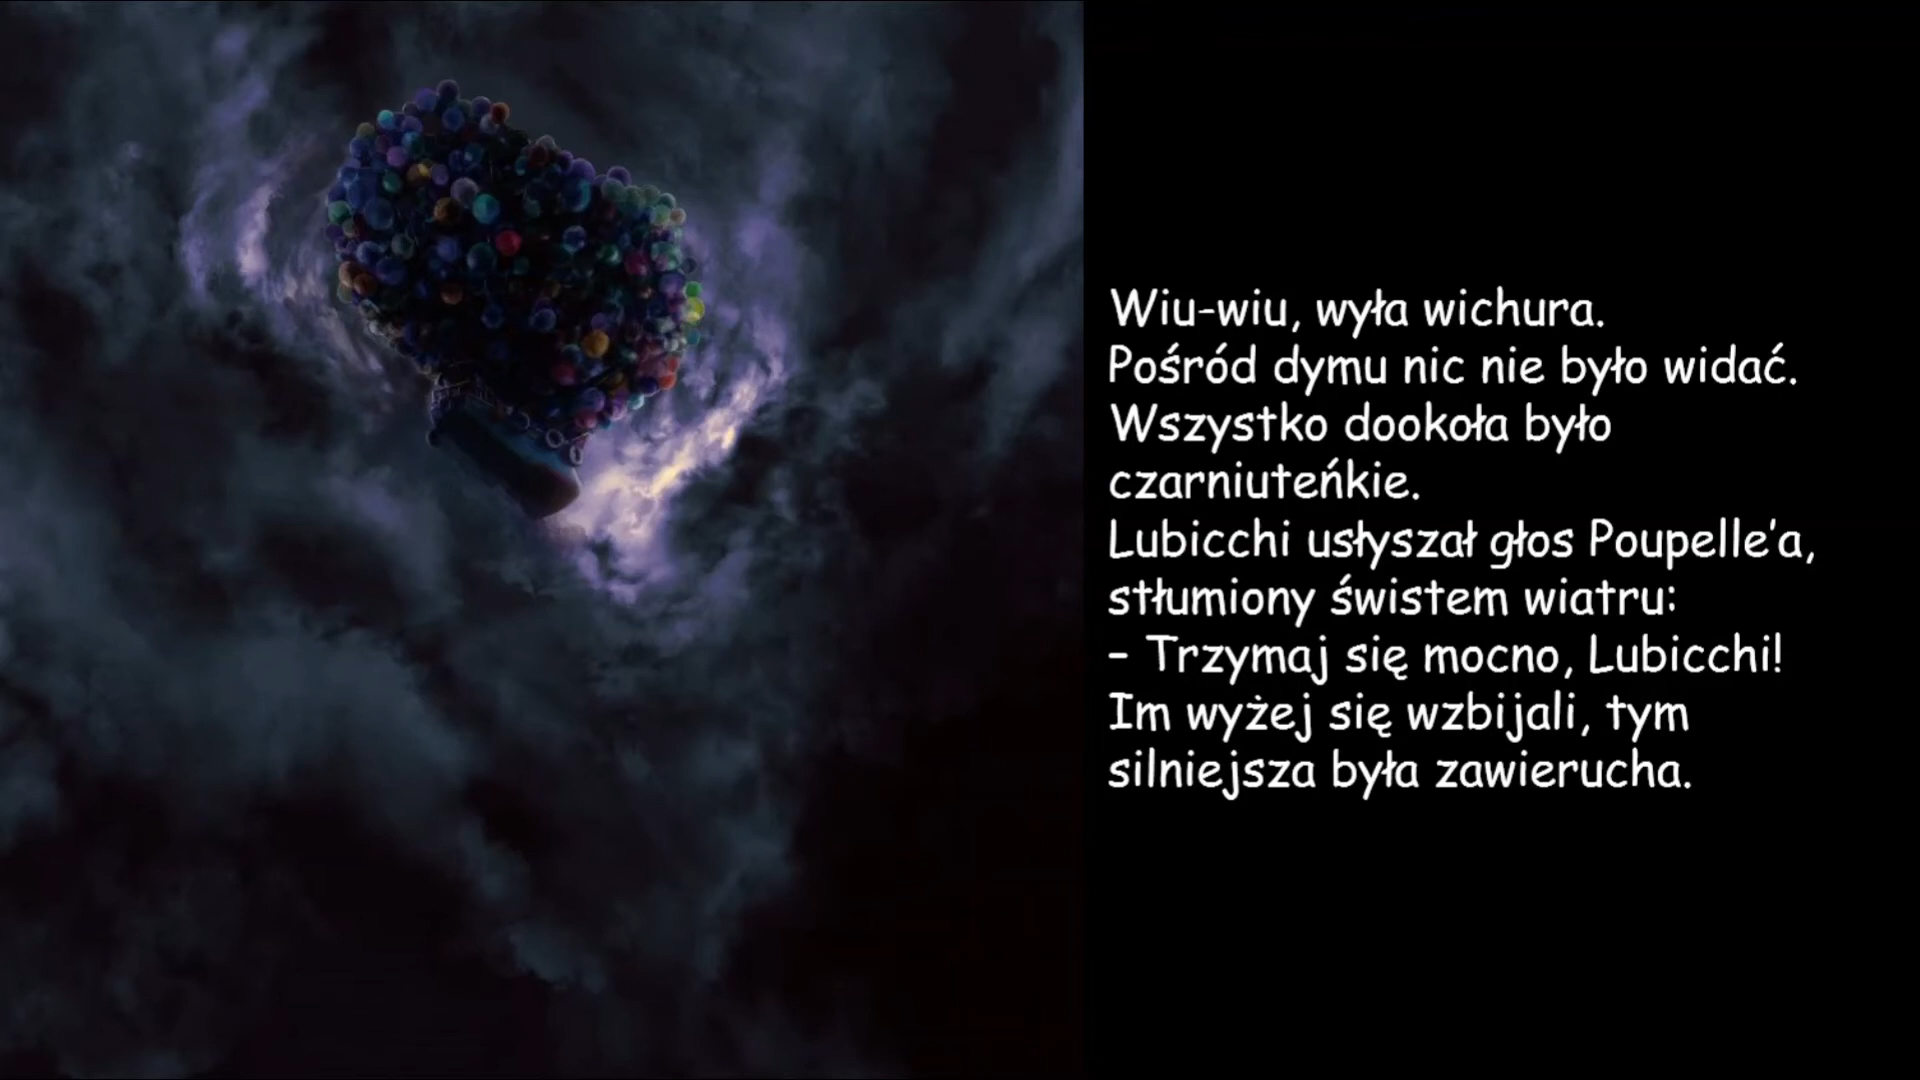 Wiu-wiu, wyła wichura.
Pośród dymu nic nie było widać.
Wszystko dookoła było
czarniuteńkie.
Lubicchi usłyszał głos Poupelle'a,
stłumiony świstem wiatru:
– Trzymaj się mocno, Lubicchi!
Im wyżej się wzbijali, tym
silniejsza była zawierucha.